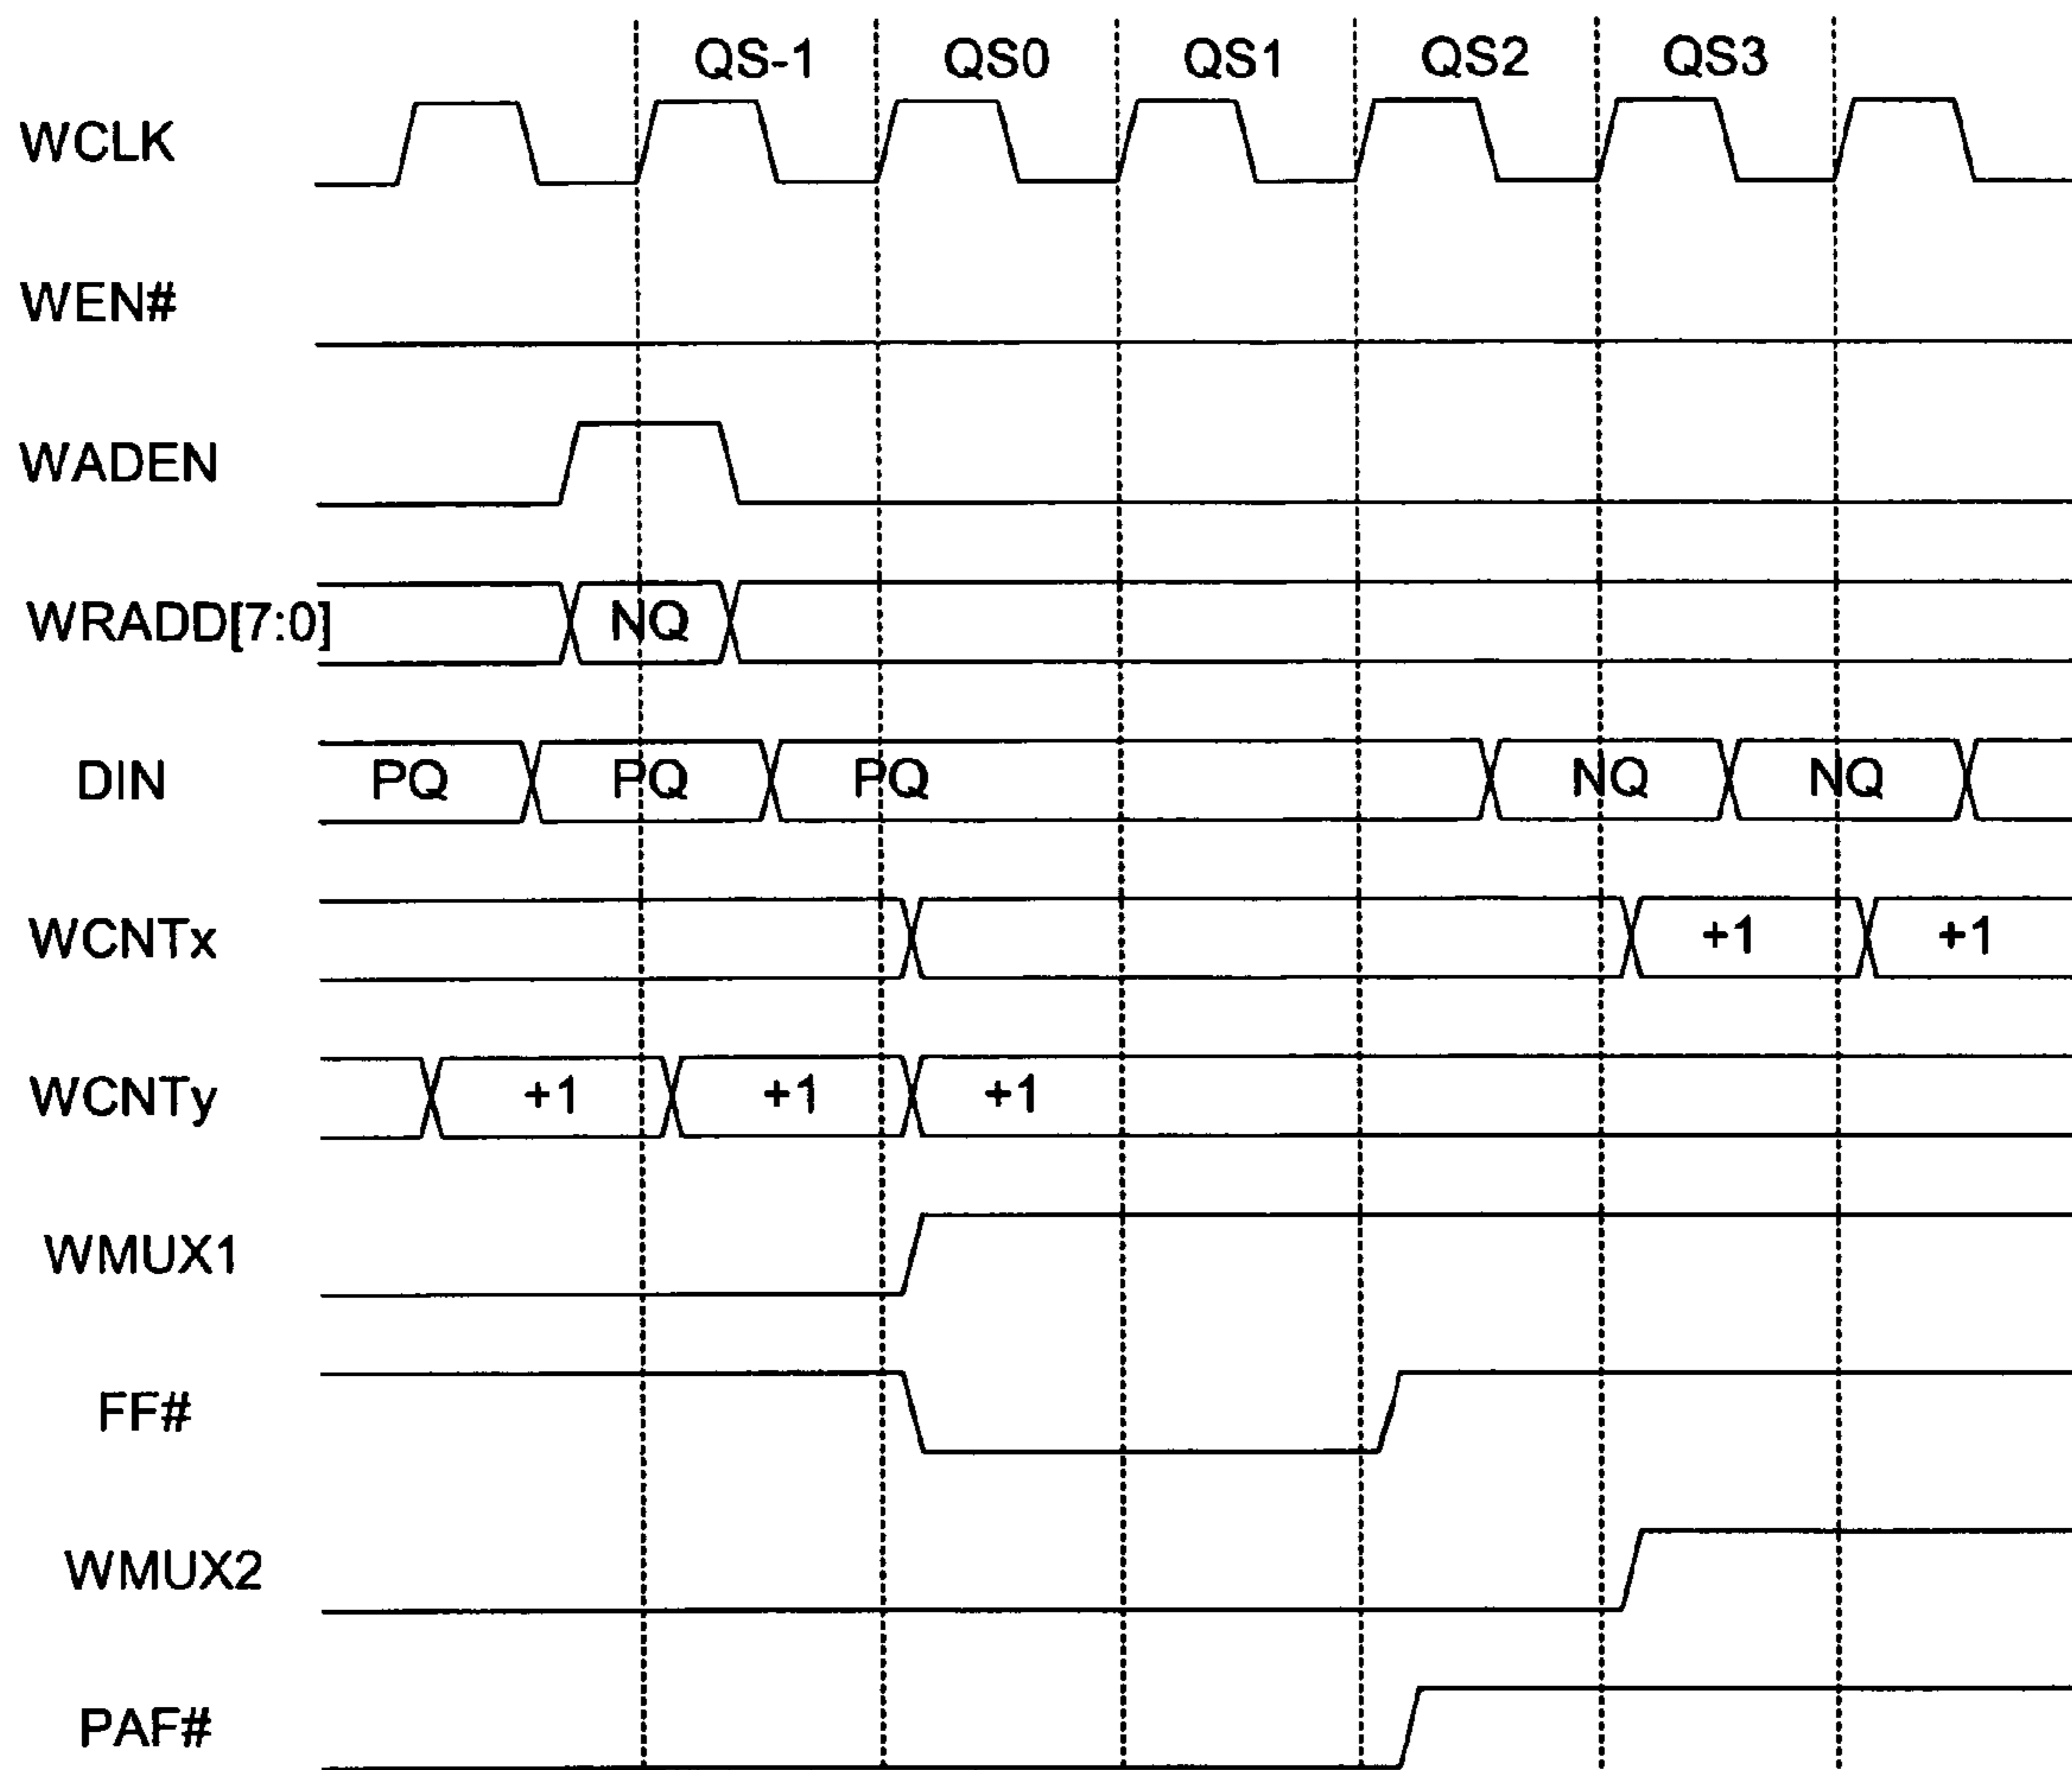 QS-1 QS0 QS1 QS2 QS3
WCLK
WEN#
WADEN
WRADD[7:0] NQ
DIN PQ PQ PQ NQ NQ
WCNTx +1 +1
WCNTy +1 +1 +1
WMUX1
FF#
WMUX2
PAF#